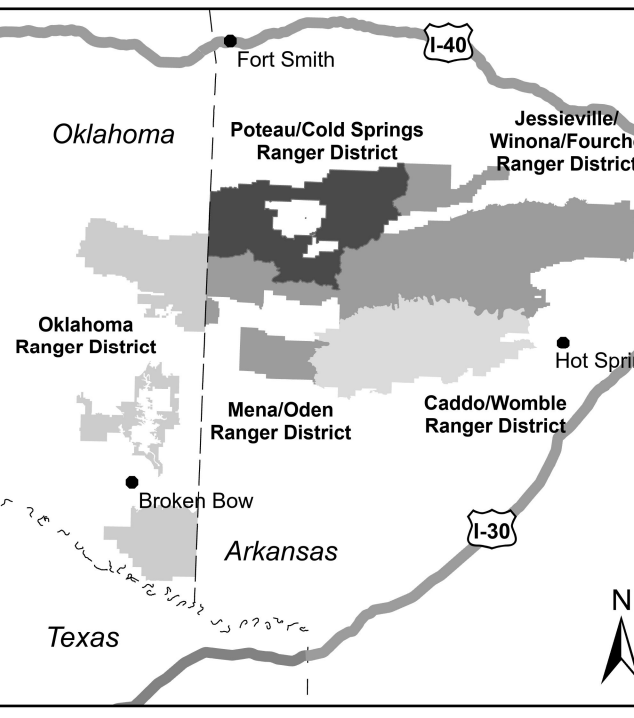 I-40
Fort Smith
Oklahoma
Poteau/Cold Springs
Ranger District
Jessieville/
Winona/Fourche
Ranger District
Oklahoma
Ranger District
Hot Spri
Mena/Oden
Ranger District
Caddo/Womble
Ranger District
Broken Bow
I-30
Arkansas
Texas
N